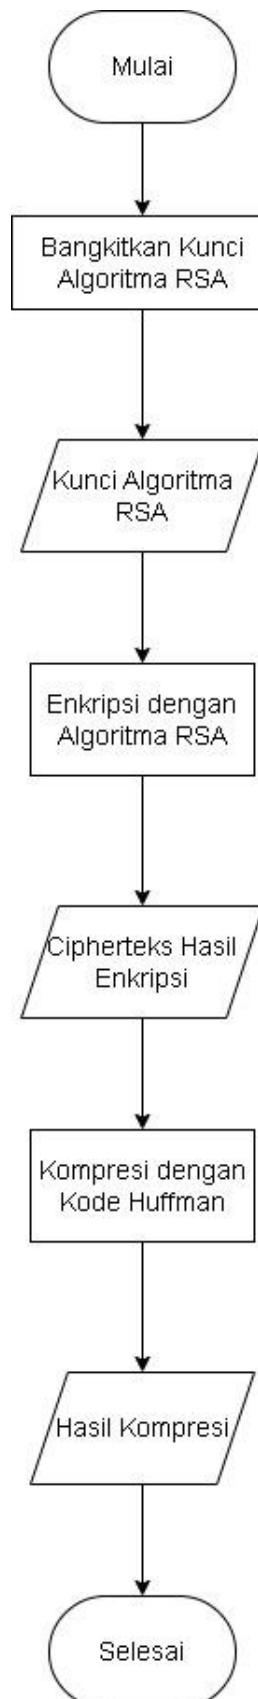 Mulai
Bangkitkan Kunci
Algoritma RSA
Kunci Algoritma
RSA
Enkripsi dengan
Algoritma RSA
Cipherteks Hasil
Enkripsi
Kompresi dengan
Kode Huffman
Hasil Kompresi
Selesai